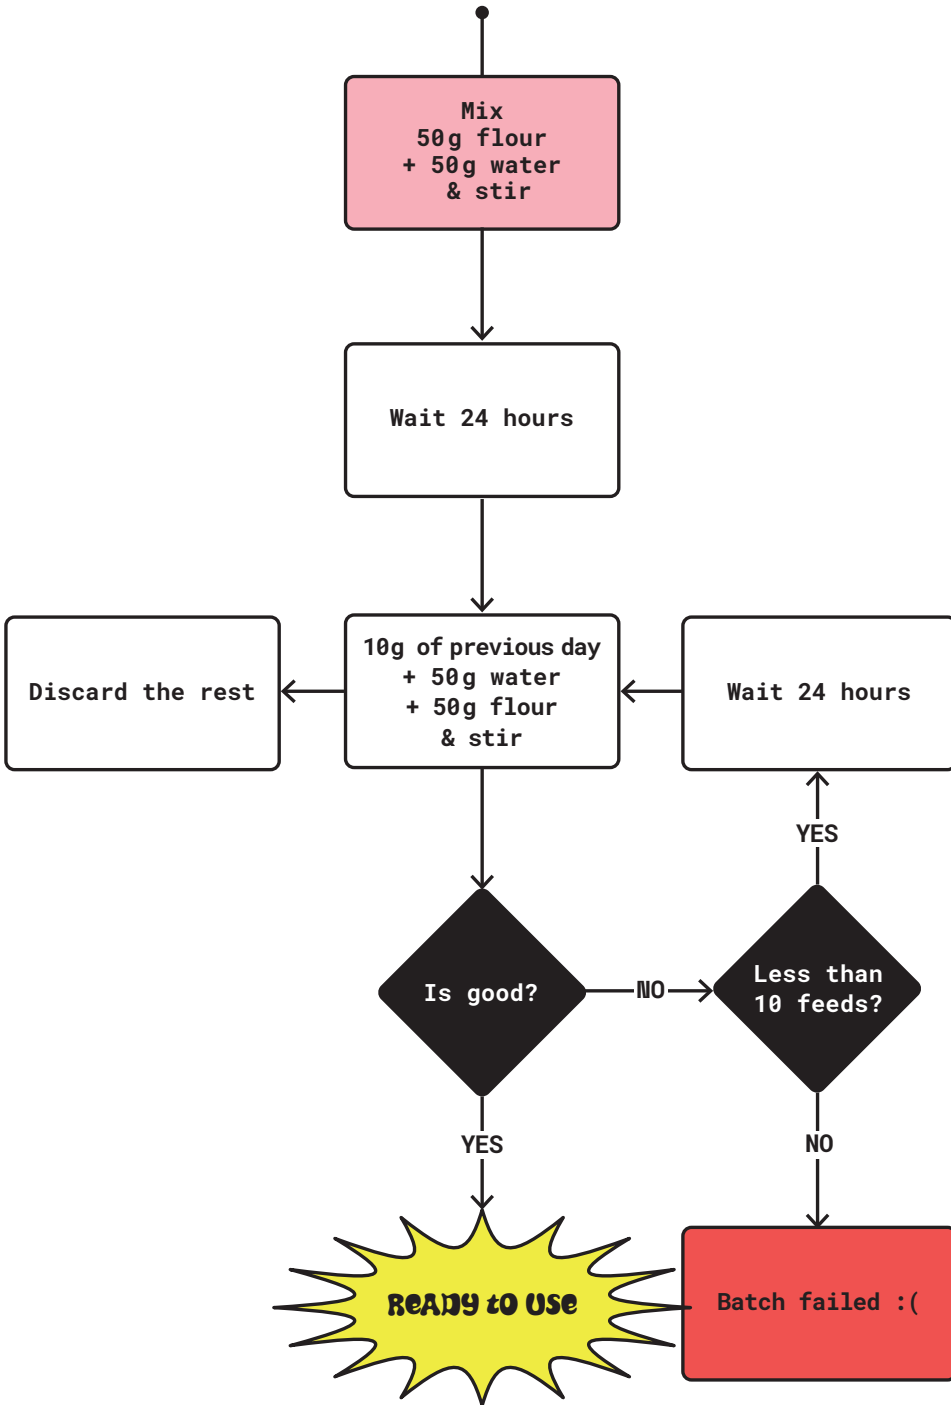 Mix
50g flour
+ 50g water
& stir
Wait 24 hours
Discard the rest
10g of previous day
+ 50g water
+ 50g flour
& stir
Wait 24 hours
YES
Is good?
NO
Less than
10 feeds?
YES
NO
READY to USe
Batch failed :(